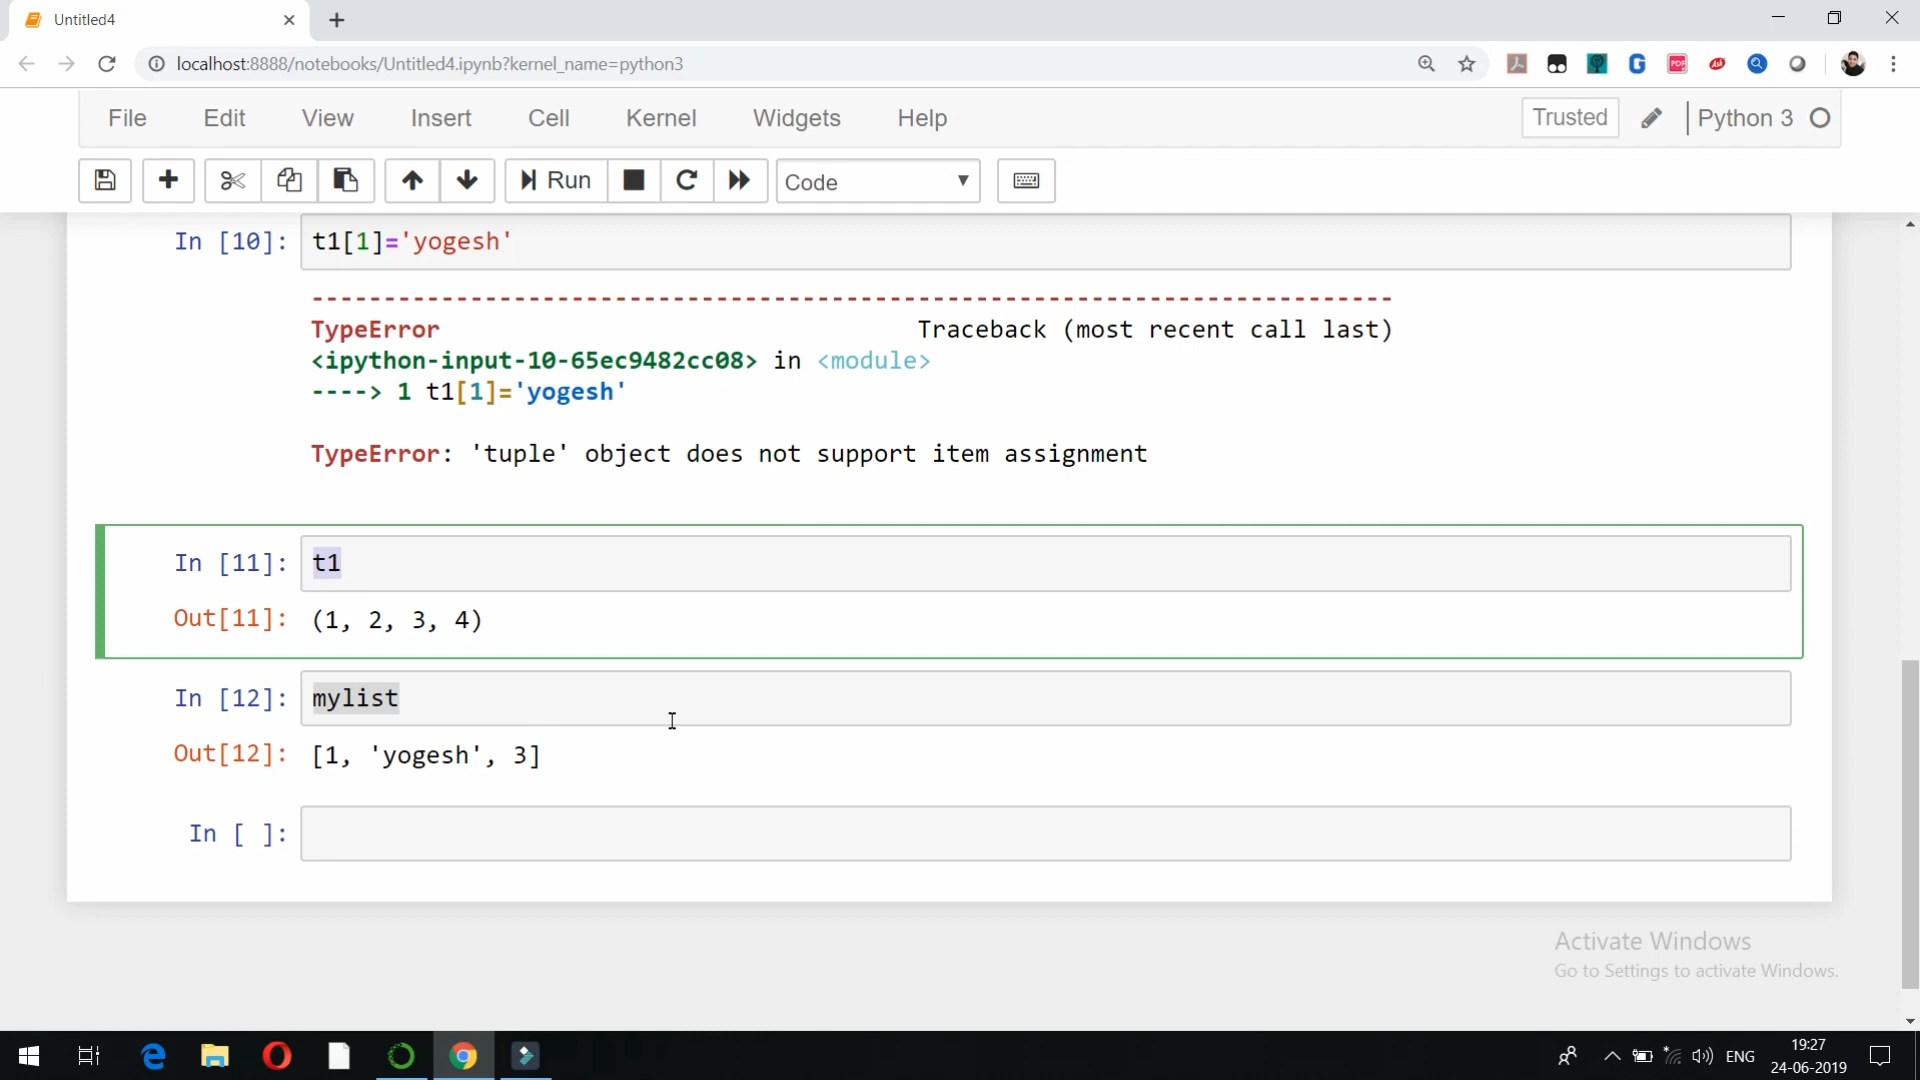 Untitled4
localhost:8888/notebooks/Untitled4.ipynb?kernel_name=python3
File Edit View Insert Cell Kernel Widgets Help Trusted Python 3
Run Code
In [10]: t1[1]='yogesh'
---------------------------------------------------------------------------
TypeError Traceback (most recent call last)
<ipython-input-10-65ec9482cc08> in <module>
----> 1 t1[1]='yogesh'
TypeError: 'tuple' object does not support item assignment
In [11]: t1
Out[11]: (1, 2, 3, 4)
In [12]: mylist
Out[12]: [1, 'yogesh', 3]
In [ ]:
Activate Windows
Go to Settings to activate Windows.
ENG
19:27
24-06-2019